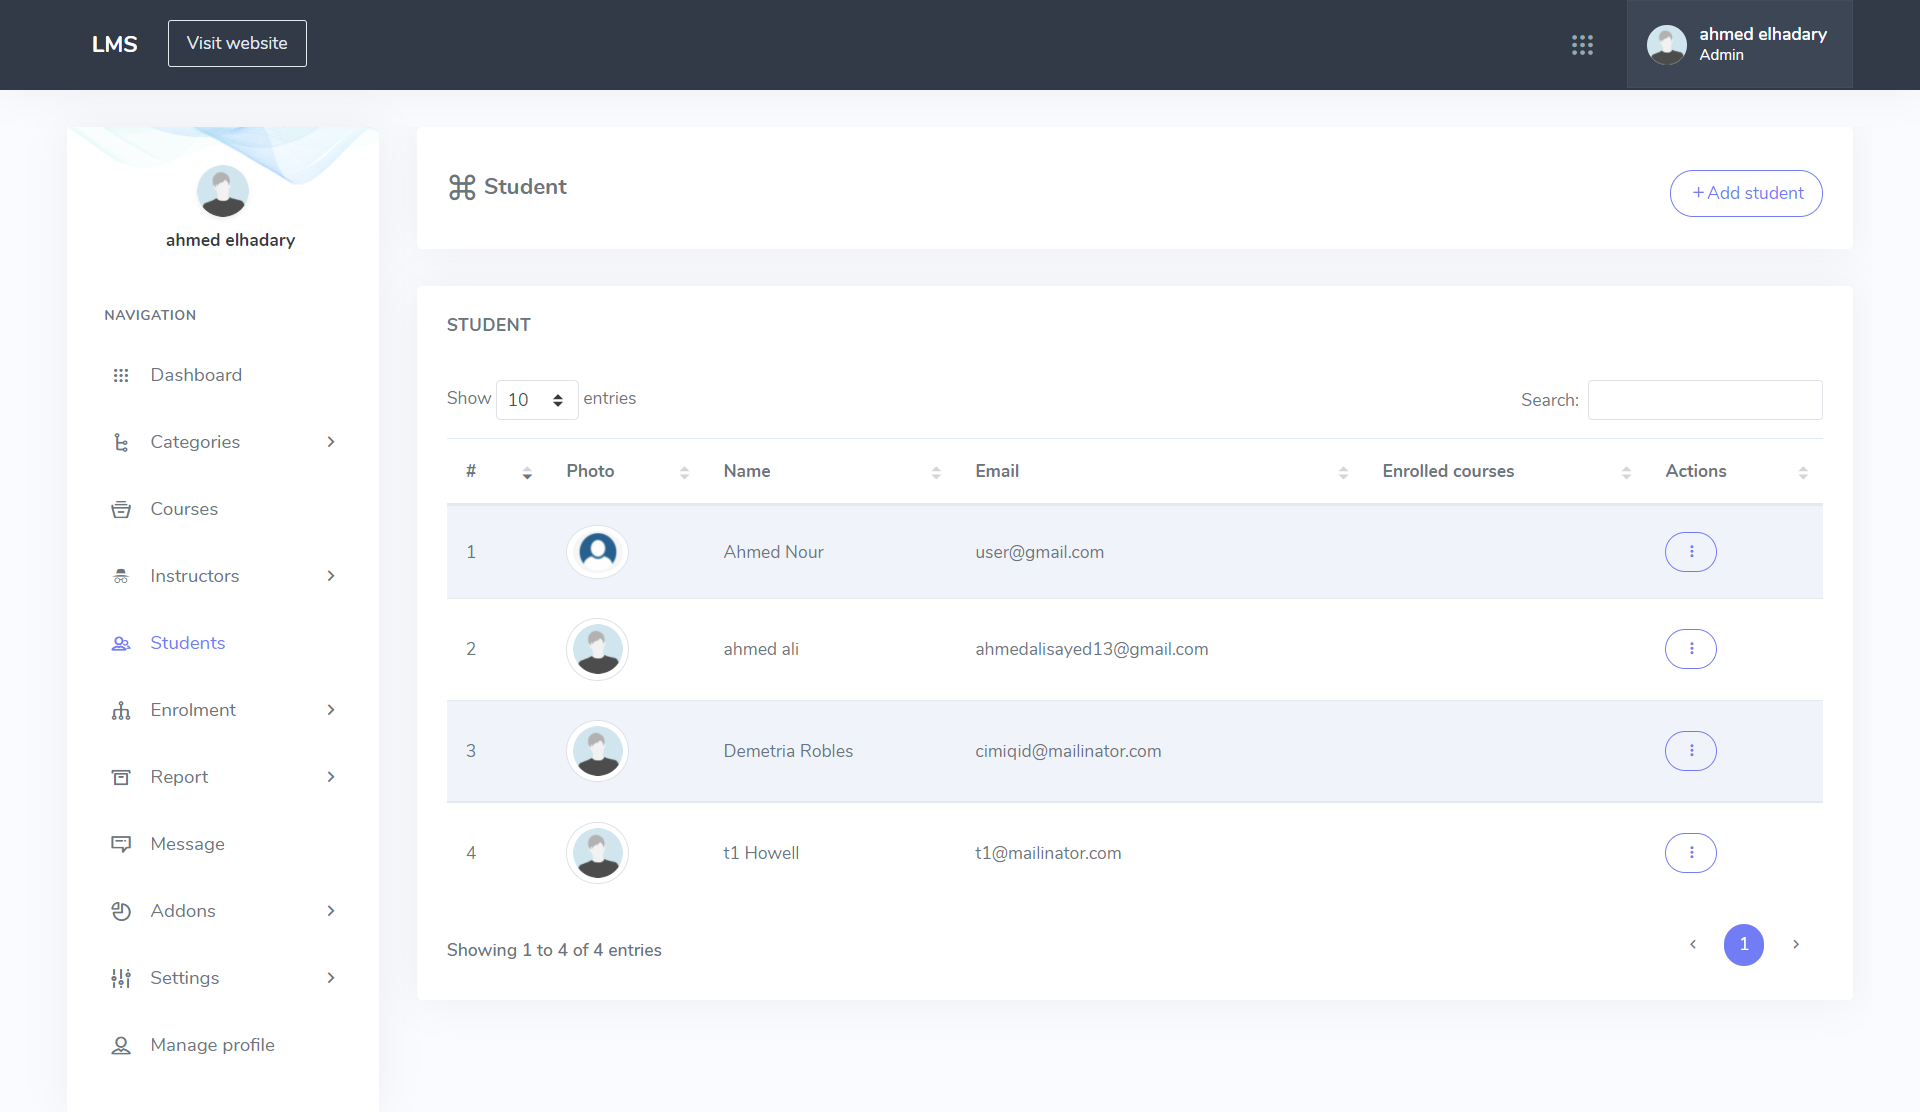 LMS
Visit website
ahmed elhadary
Admin
ahmed elhadary
NAVIGATION
Dashboard
Categories
Courses
Instructors
Students
Enrolment
Report
Message
Addons
Settings
Manage profile
Student
+ Add student
STUDENT
Show 10 entries
Search:
# Photo Name Email Enrolled courses Actions
1 Ahmed Nour user@gmail.com
2 ahmed ali ahmedalisayed13@gmail.com
3 Demetria Robles cimiqid@mailinator.com
4 t1 Howell t1@mailinator.com
Showing 1 to 4 of 4 entries
1